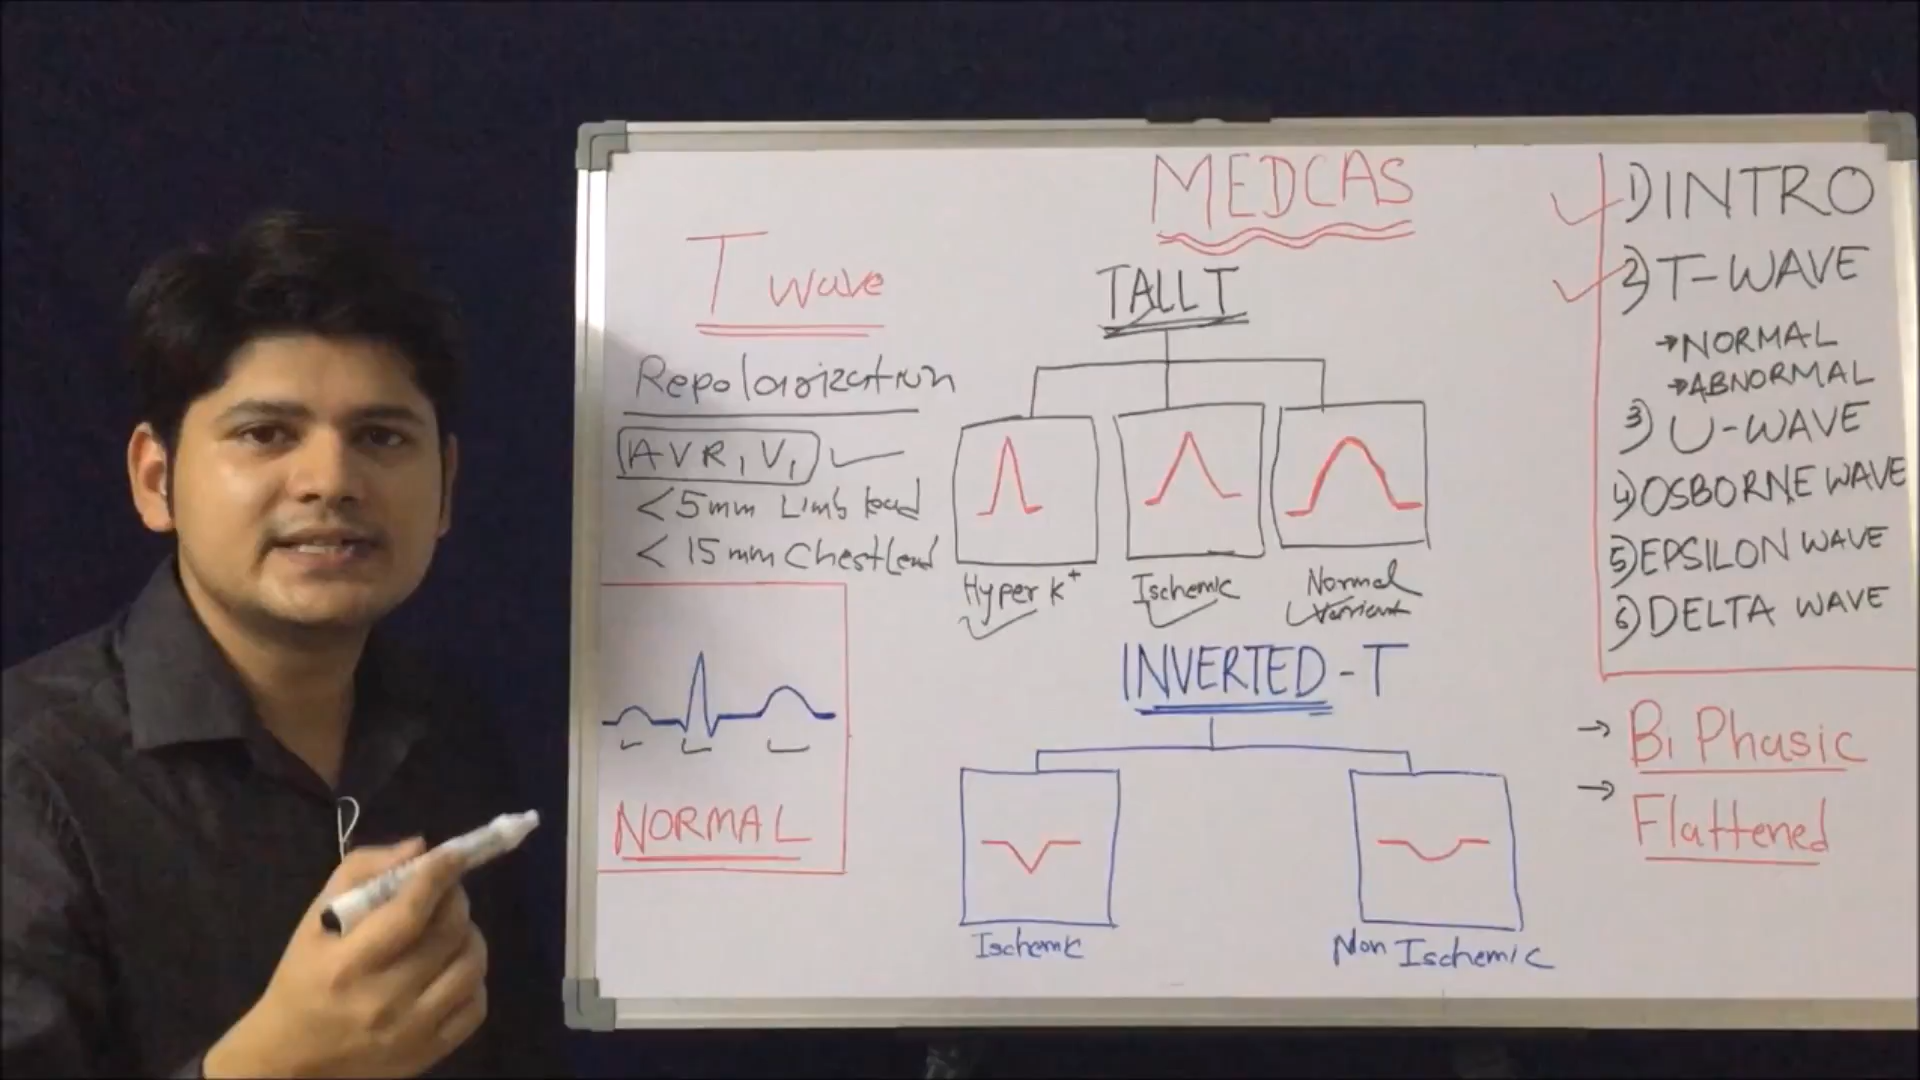 MEDCAS
T wave
Repolarization
AVR, V1
<5mm Limb lead
<15mm Chest Lead
NORMAL
TALL T
Hyper K+
Ischemic
Normal
Varrient
INVERTED-T
Ischemic
Non Ischemic
1) INTRO
2) T-WAVE
→NORMAL
→ABNORMAL
3) U-WAVE
4) OSBORNE WAVE
5) EPSILON WAVE
6) DELTA WAVE
→ Bi Phasic
→ Flattened